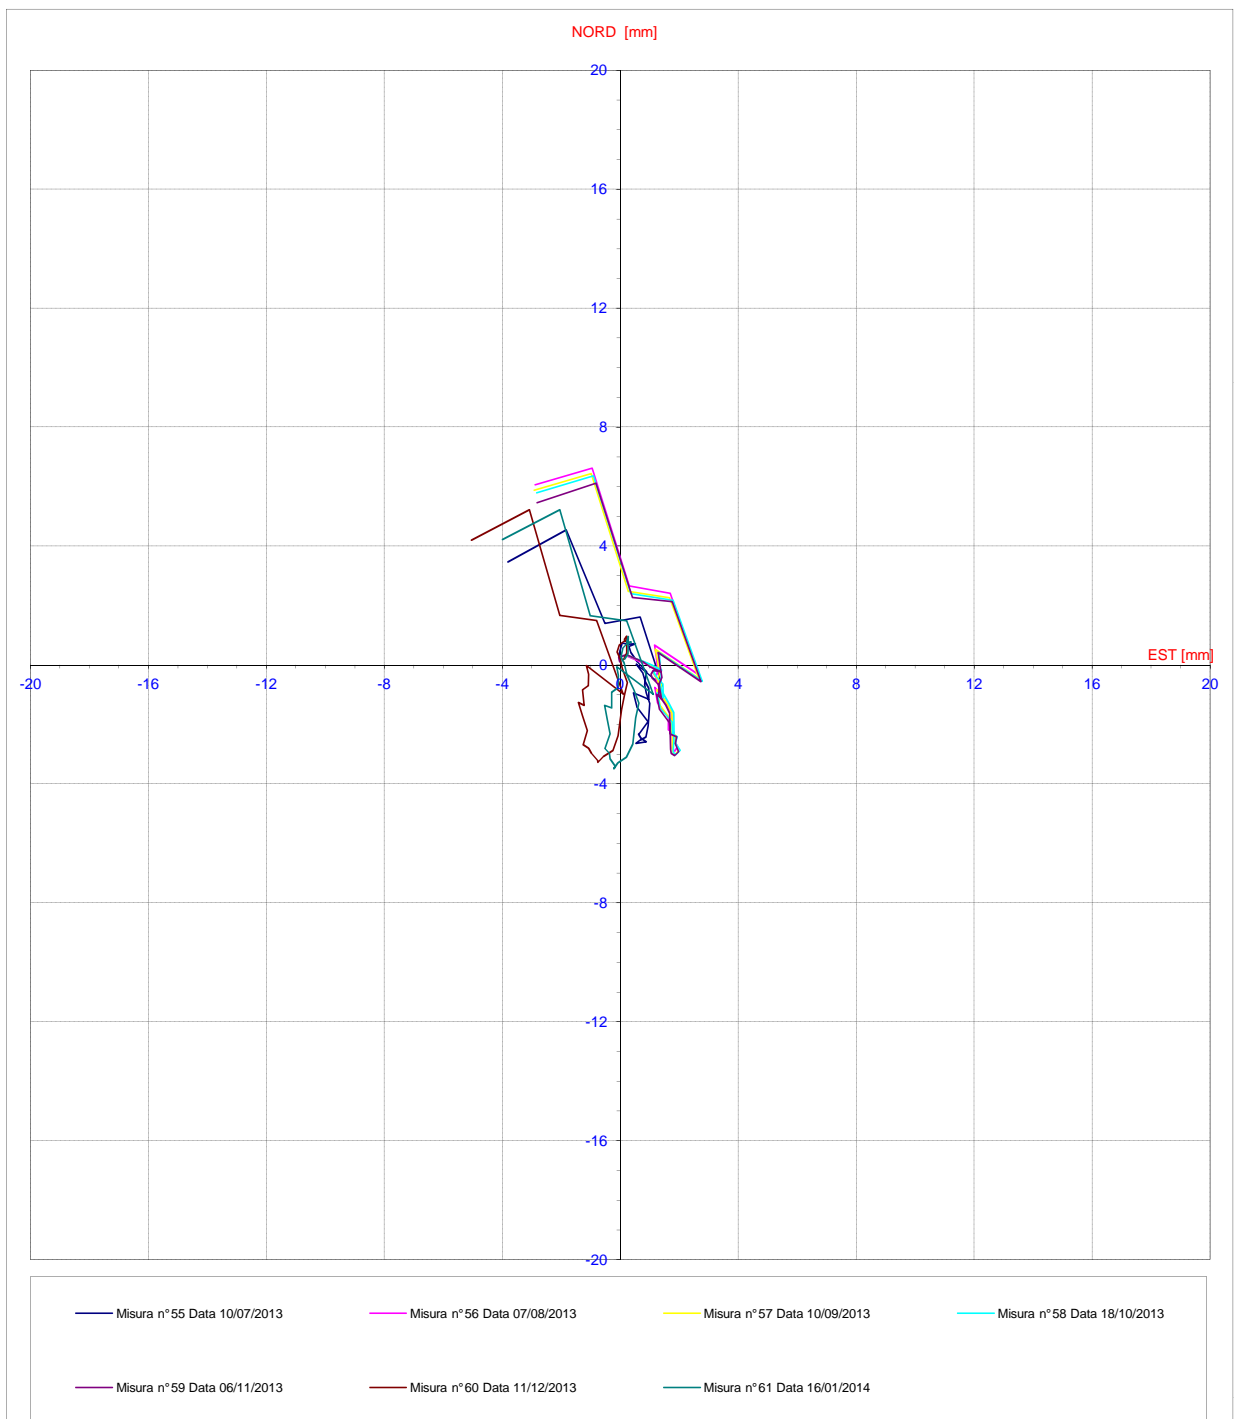 NORD [mm]
20
16
12
8
4
0
EST [mm]
-20 -16 -12 -8 -4 0 4 8 12 16 20
-4
-8
-12
-16
-20
Misura n°55 Data 10/07/2013 Misura n°56 Data 07/08/2013 Misura n°57 Data 10/09/2013 Misura n°58 Data 18/10/2013
Misura n°59 Data 06/11/2013 Misura n°60 Data 11/12/2013 Misura n°61 Data 16/01/2014